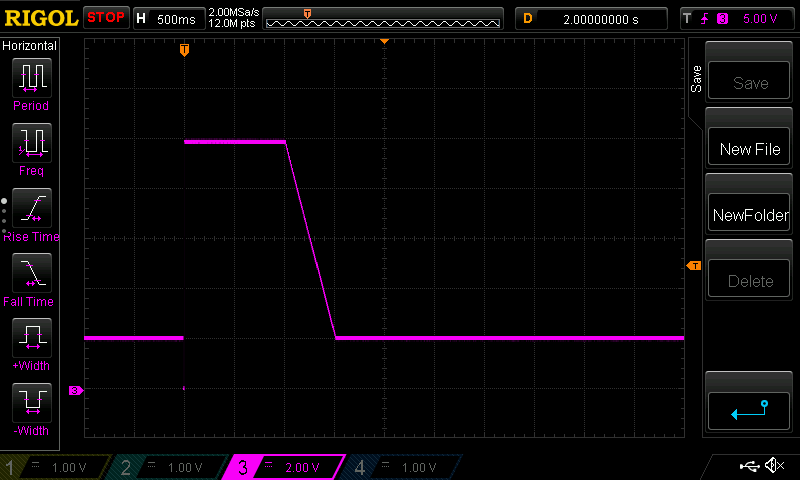 RIGOL STOP H 500ms 2.00MSa/s 12.0M pts T D 2.00000000 s T 3 5.00 V
Horizontal
Period
Freq
Rise Time
Fall Time
+Width
-Width
T
T
3
Save
Save
New File
NewFolder
Delete
1 1.00 V 2 1.00 V 3 2.00 V 4 1.00 V